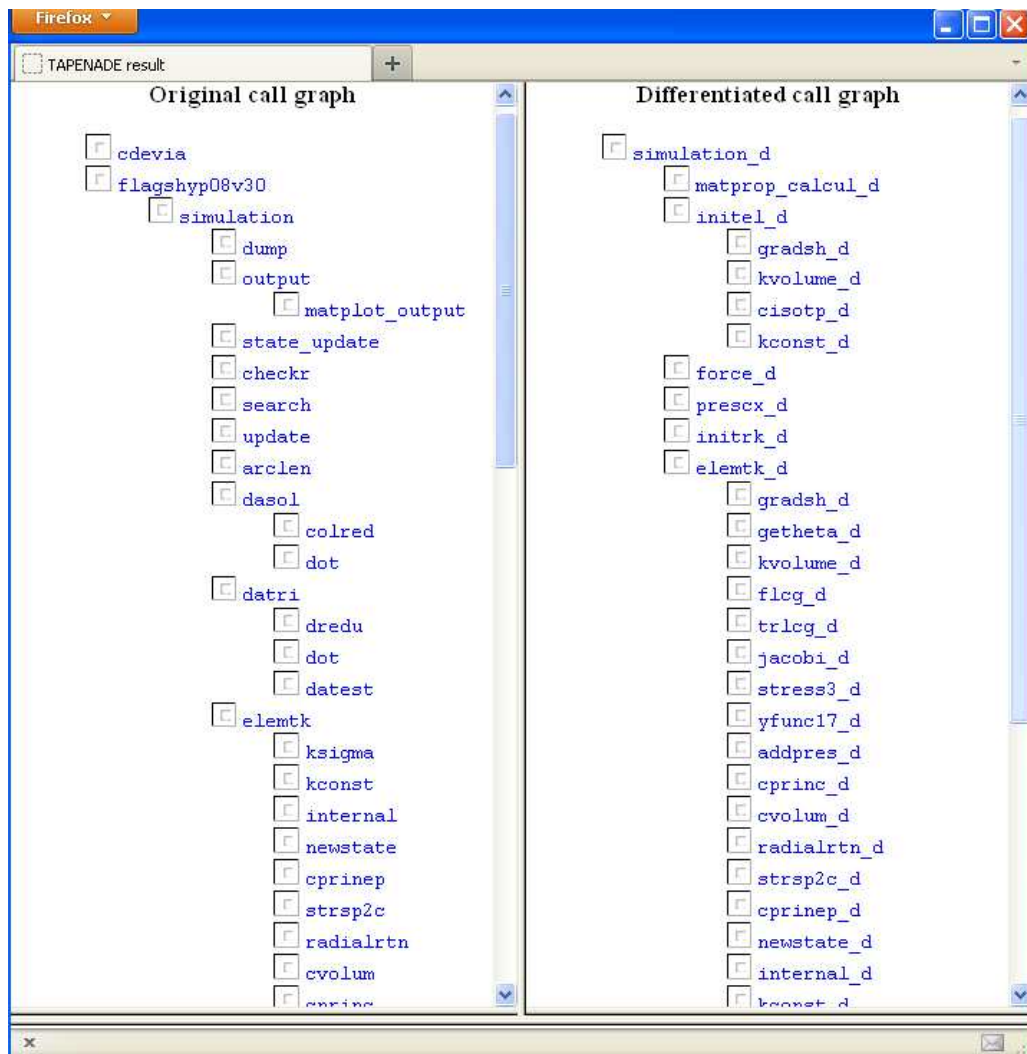 Firefox
TAPENADE result
Original call graph
cdevia
flagshyp08v30
simulation
dump
output
matplot_output
state_update
checkr
search
update
arclen
dasol
colred
dot
datri
dredu
dot
datest
elemtk
ksigma
kconst
internal
newstate
cprinep
strsp2c
radialrtn
cvolum
cprinc
Differentiated call graph
simulation_d
matprop_calcul_d
initel_d
gradsh_d
kvolume_d
cisotp_d
kconst_d
force_d
prescx_d
initrk_d
elemtk_d
gradsh_d
getheta_d
kvolume_d
flcg_d
trlcg_d
jacobi_d
stress3_d
yfunc17_d
addpres_d
cprinc_d
cvolum_d
radialrtn_d
strsp2c_d
cprinep_d
newstate_d
internal_d
kconst_d